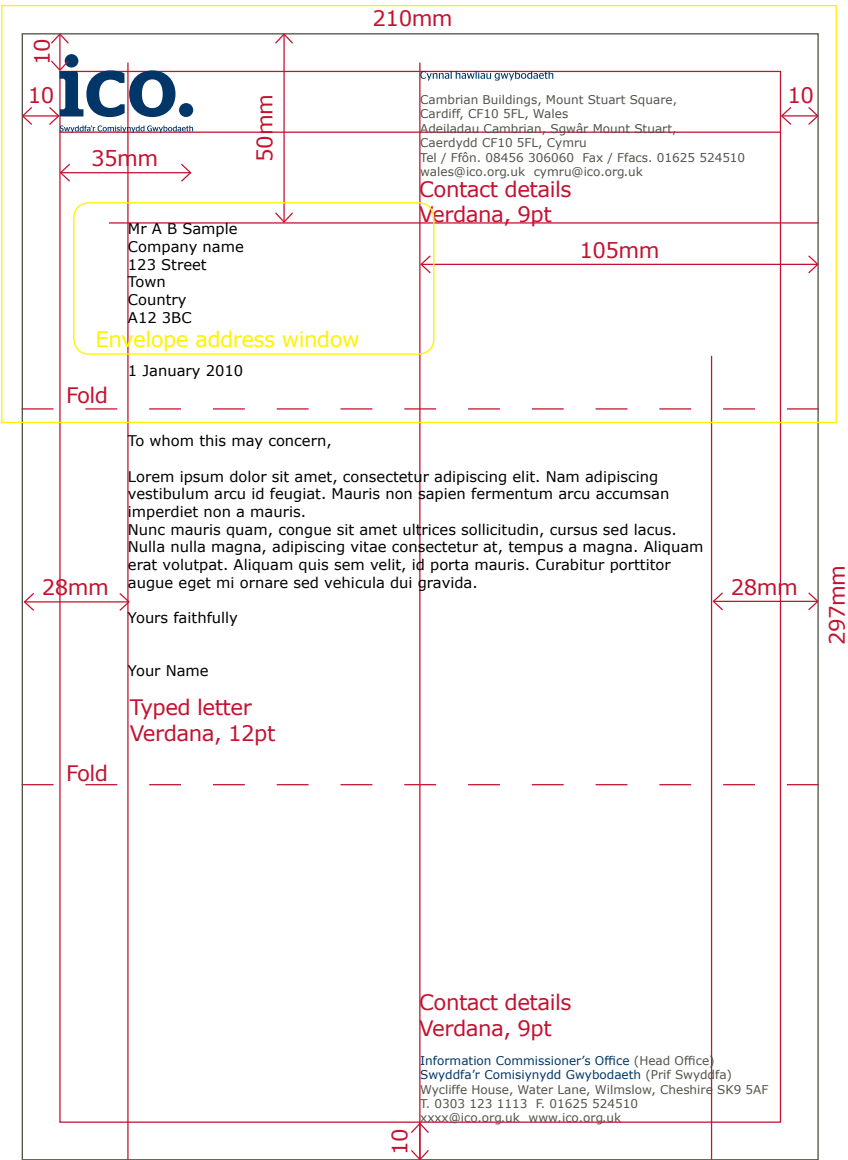 210mm
10
ico.
Swyddfa'r Comisiynydd Gwybodaeth
Cynnal hawliau gwybodaeth
10
10
Cambrian Buildings, Mount Stuart Square,
Cardiff, CF10 5FL, Wales
Adeiladau Cambrian, Sgwâr Mount Stuart,
Caerdydd CF10 5FL, Cymru
Tel / Ffôn. 08456 306060 Fax / Ffacs. 01625 524510
wales@ico.org.uk cymru@ico.org.uk
50mm
35mm
Contact details
Verdana, 9pt
Mr A B Sample
Company name
123 Street
Town
Country
A12 3BC
105mm
Envelope address window
1 January 2010
Fold
To whom this may concern,
Lorem ipsum dolor sit amet, consectetur adipiscing elit. Nam adipiscing
vestibulum arcu id feugiat. Mauris non sapien fermentum arcu accumsan
imperdiet non a mauris.
Nunc mauris quam, congue sit amet ultrices sollicitudin, cursus sed lacus.
Nulla nulla magna, adipiscing vitae consectetur at, tempus a magna. Aliquam
erat volutpat. Aliquam quis sem velit, id porta mauris. Curabitur porttitor
augue eget mi ornare sed vehicula dui gravida.
28mm
28mm
297mm
Yours faithfully
Your Name
Typed letter
Verdana, 12pt
Fold
Contact details
Verdana, 9pt
Information Commissioner's Office (Head Office)
Swyddfa'r Comisiynydd Gwybodaeth (Prif Swyddfa)
Wycliffe House, Water Lane, Wilmslow, Cheshire SK9 5AF
T. 0303 123 1113 F. 01625 524510
xxxx@ico.org.uk www.ico.org.uk
10